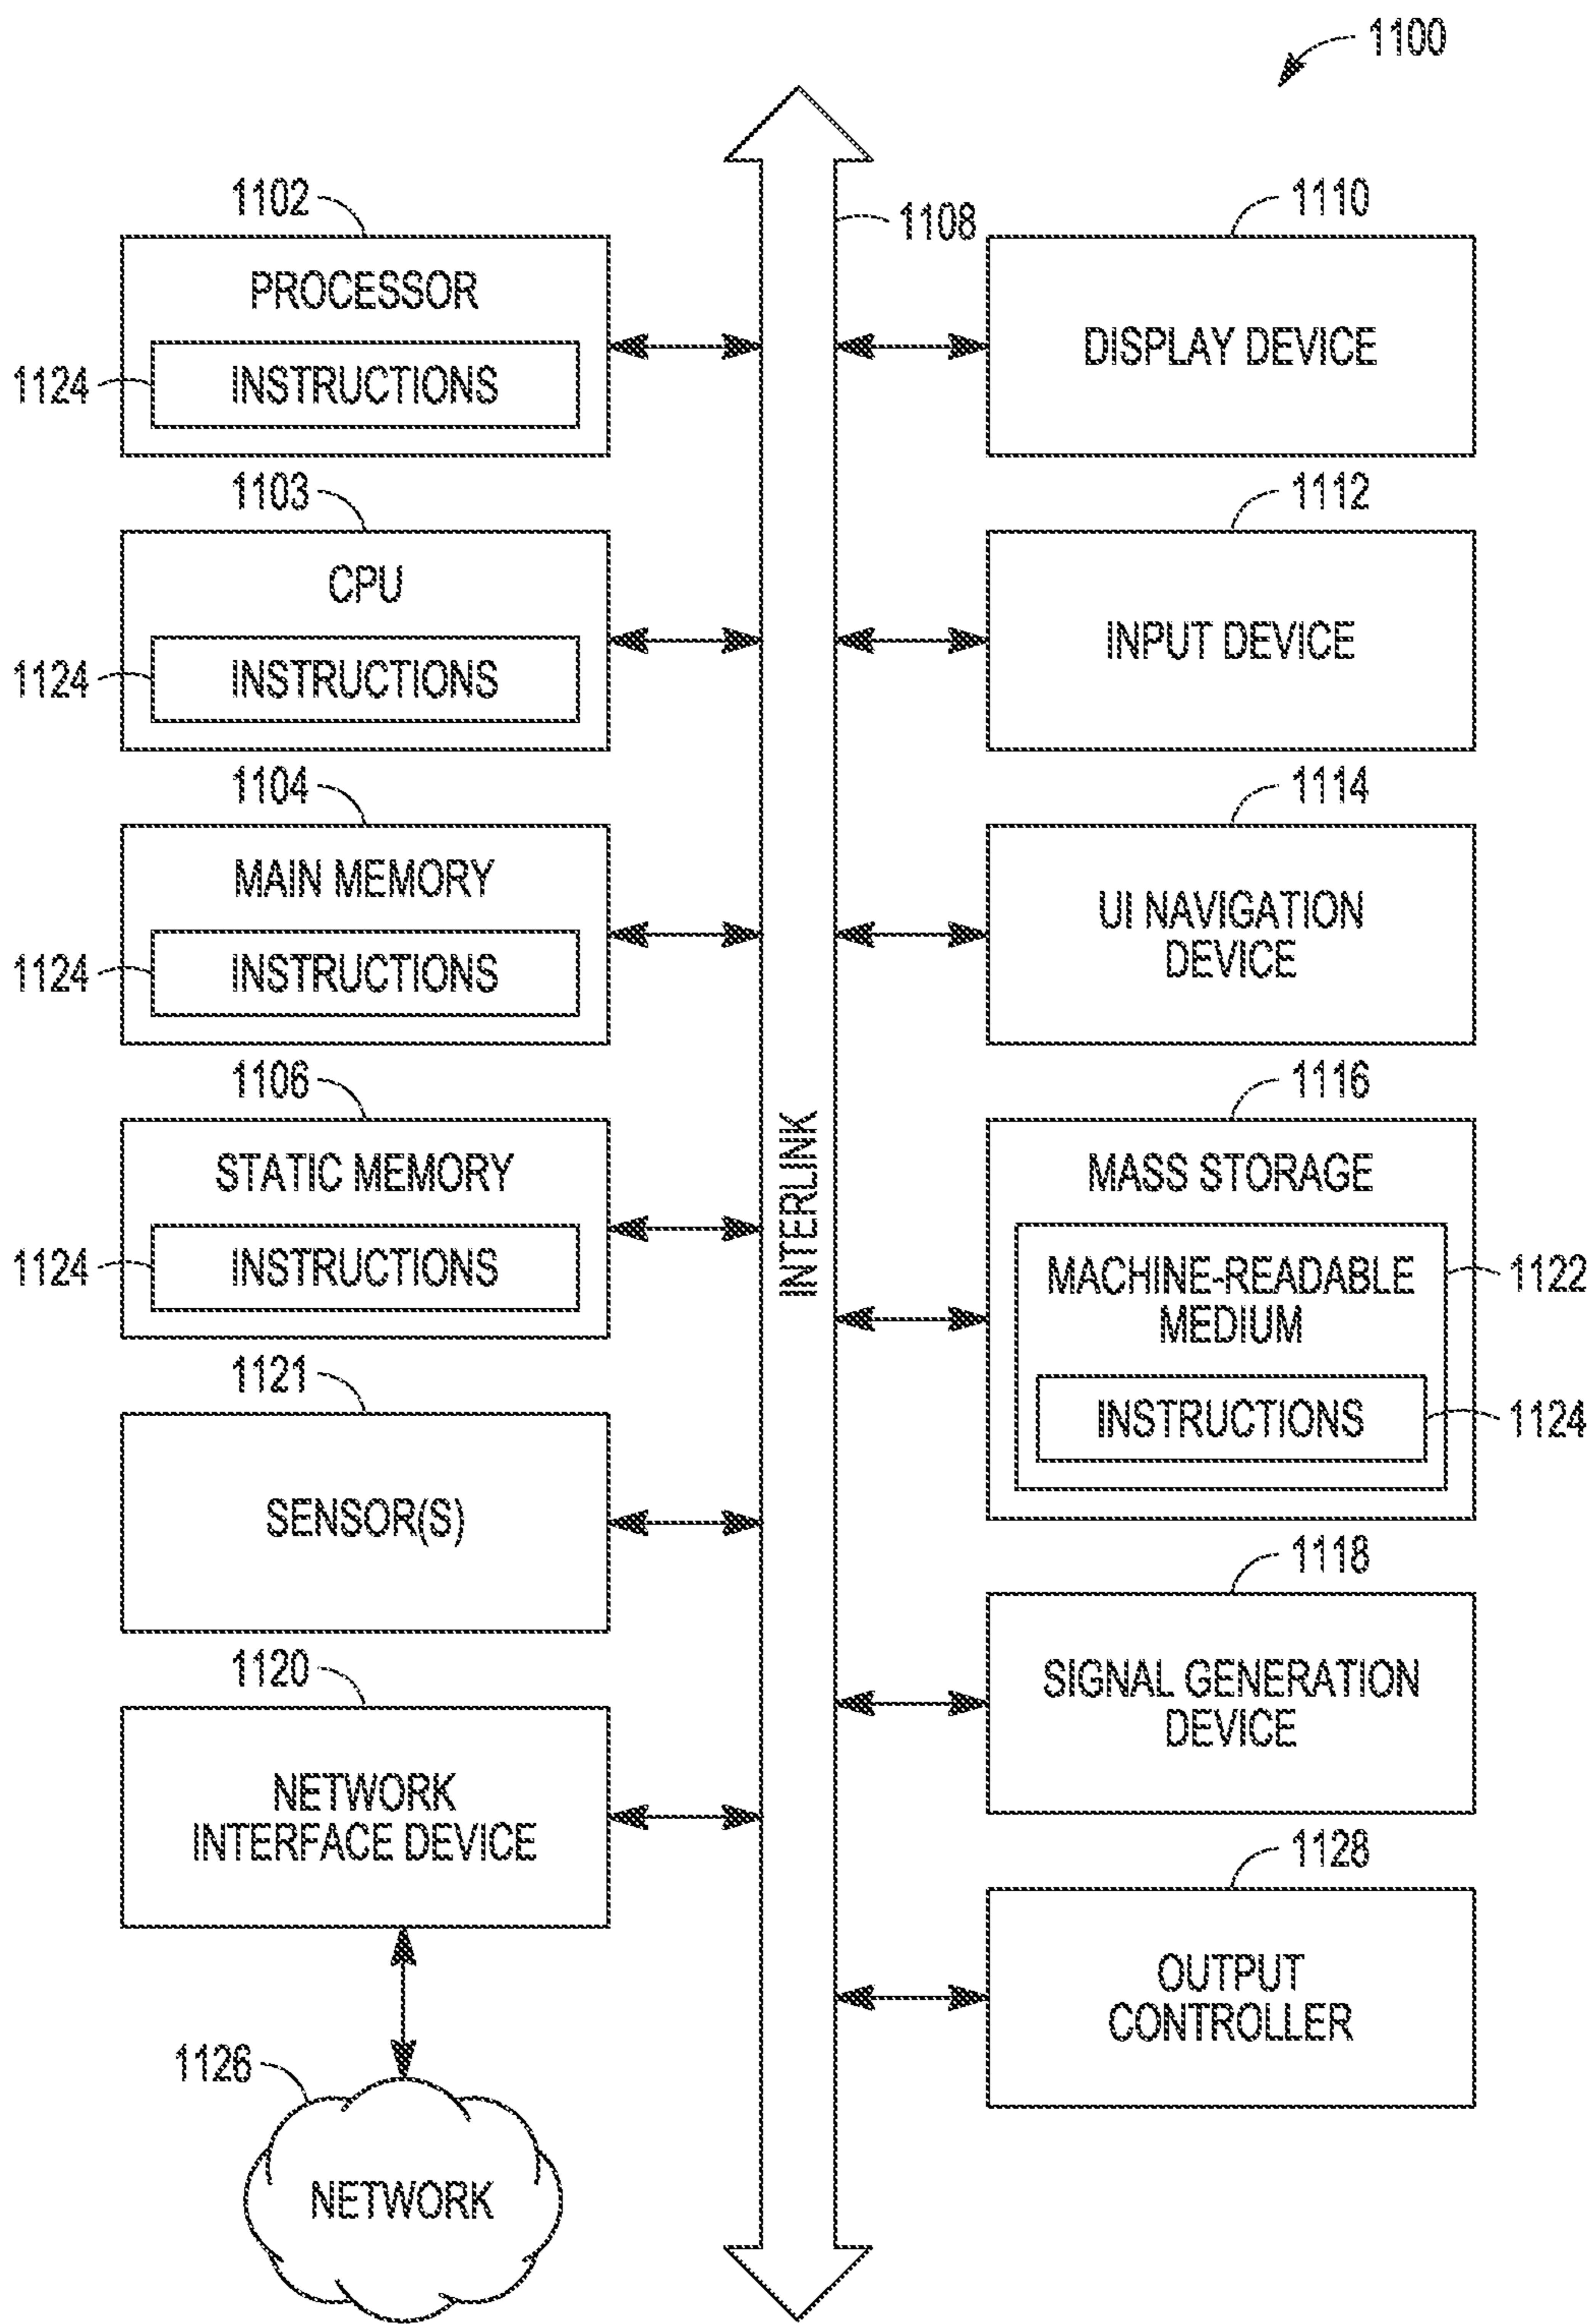 1100
1102
PROCESSOR
1124
INSTRUCTIONS
1103
CPU
1124
INSTRUCTIONS
1104
MAIN MEMORY
1124
INSTRUCTIONS
1106
STATIC MEMORY
1124
INSTRUCTIONS
1121
SENSOR(S)
1120
NETWORK
INTERFACE DEVICE
1126
NETWORK
1108
INTERLINK
1110
DISPLAY DEVICE
1112
INPUT DEVICE
1114
UI NAVIGATION
DEVICE
1116
MASS STORAGE
MACHINE-READABLE
MEDIUM
1122
INSTRUCTIONS
1124
1118
SIGNAL GENERATION
DEVICE
1128
OUTPUT
CONTROLLER